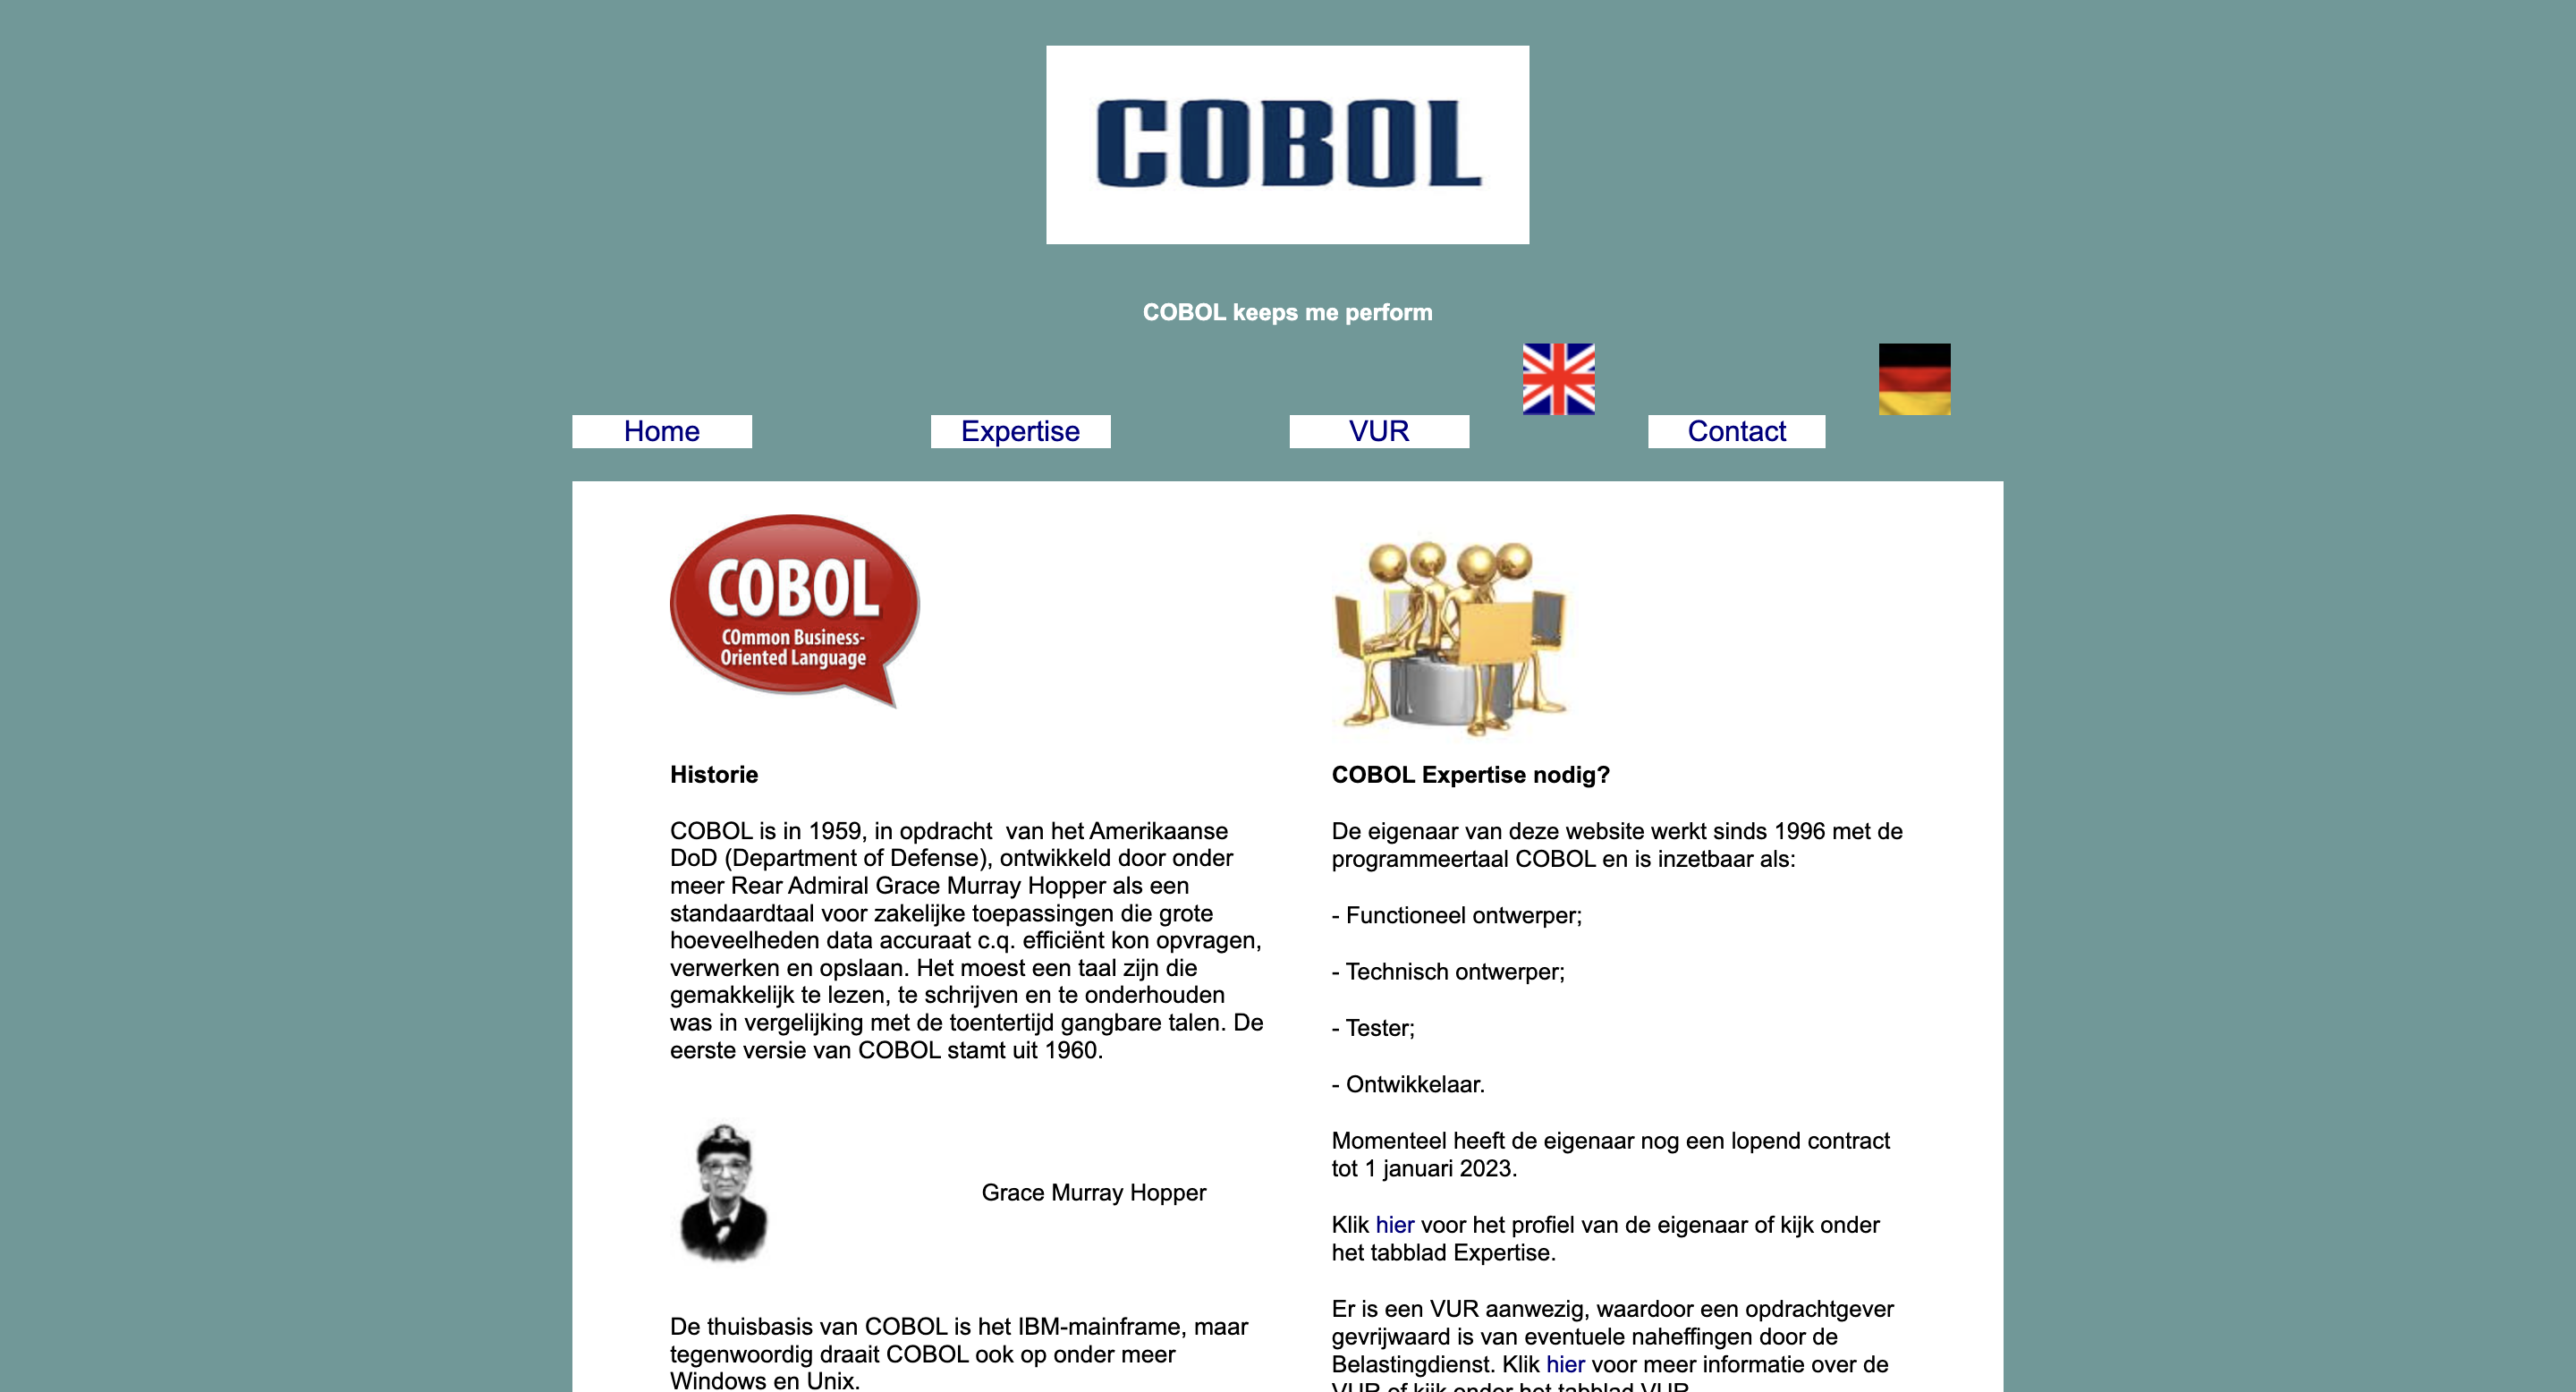 COBOL
COBOL keeps me perform
Home
Expertise
VUR
Contact
COBOL
COmmon Business-
Oriented Language
Historie
COBOL is in 1959, in opdracht  van het Amerikaanse
DoD (Department of Defense), ontwikkeld door onder
meer Rear Admiral Grace Murray Hopper als een
standaardtaal voor zakelijke toepassingen die grote
hoeveelheden data accuraat c.q. efficiënt kon opvragen,
verwerken en opslaan. Het moest een taal zijn die
gemakkelijk te lezen, te schrijven en te onderhouden
was in vergelijking met de toentertijd gangbare talen. De
eerste versie van COBOL stamt uit 1960.
Grace Murray Hopper
De thuisbasis van COBOL is het IBM-mainframe, maar
tegenwoordig draait COBOL ook op onder meer
Windows en Unix.
COBOL Expertise nodig?
De eigenaar van deze website werkt sinds 1996 met de
programmeertaal COBOL en is inzetbaar als:
- Functioneel ontwerper;
- Technisch ontwerper;
- Tester;
- Ontwikkelaar.
Momenteel heeft de eigenaar nog een lopend contract
tot 1 januari 2023.
Klik hier voor het profiel van de eigenaar of kijk onder
het tabblad Expertise.
Er is een VUR aanwezig, waardoor een opdrachtgever
gevrijwaard is van eventuele naheffingen door de
Belastingdienst. Klik hier voor meer informatie over de
VUR of kijk onder het tabblad VUR